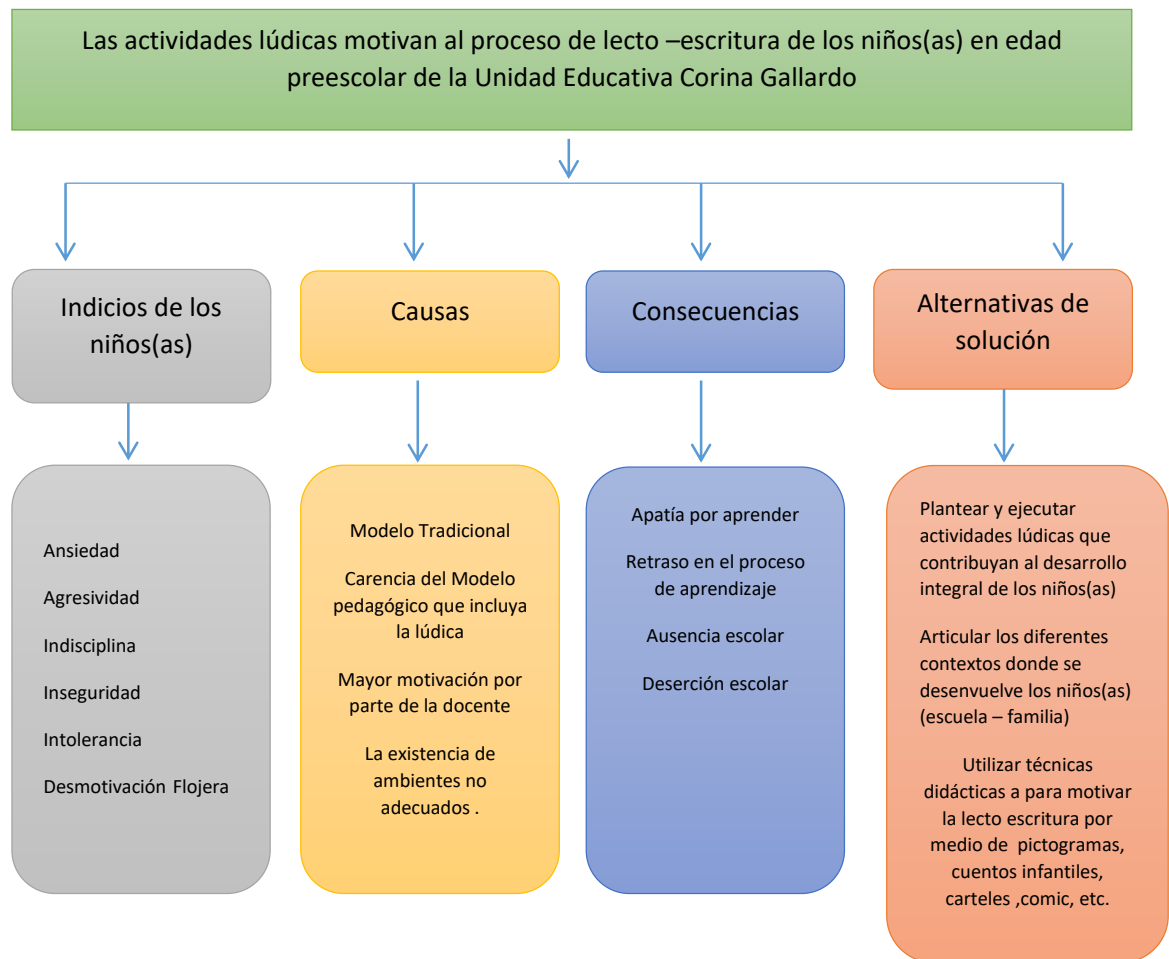 Las actividades lúdicas motivan al proceso de lecto –escritura de los niños(as) en edad
preescolar de la Unidad Educativa Corina Gallardo
Indicios de los
niños(as)
Causas
Consecuencias
Alternativas de
solución
Ansiedad
Agresividad
Indisciplina
Inseguridad
Intolerancia
Desmotivación Flojera
Modelo Tradicional
Carencia del Modelo
pedagógico que incluya
la lúdica
Mayor motivación por
parte de la docente
La existencia de
ambientes no
adecuados .
Apatía por aprender
Retraso en el proceso
de aprendizaje
Ausencia escolar
Deserción escolar
Plantear y ejecutar
actividades lúdicas que
contribuyan al desarrollo
integral de los niños(as)
Articular los diferentes
contextos donde se
desenvuelve los niños(as)
(escuela – familia)
Utilizar técnicas
didácticas a para motivar
la lecto escritura por
medio de pictogramas,
cuentos infantiles,
carteles ,comic, etc.